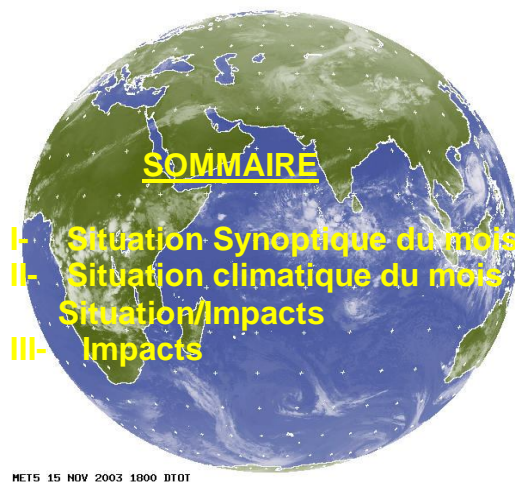 SOMMAIRE
I- Situation Synoptique du mois
II- Situation climatique du mois
Situation/Impacts
III- Impacts
MET5 15 NOV 2003 1800 DTOT